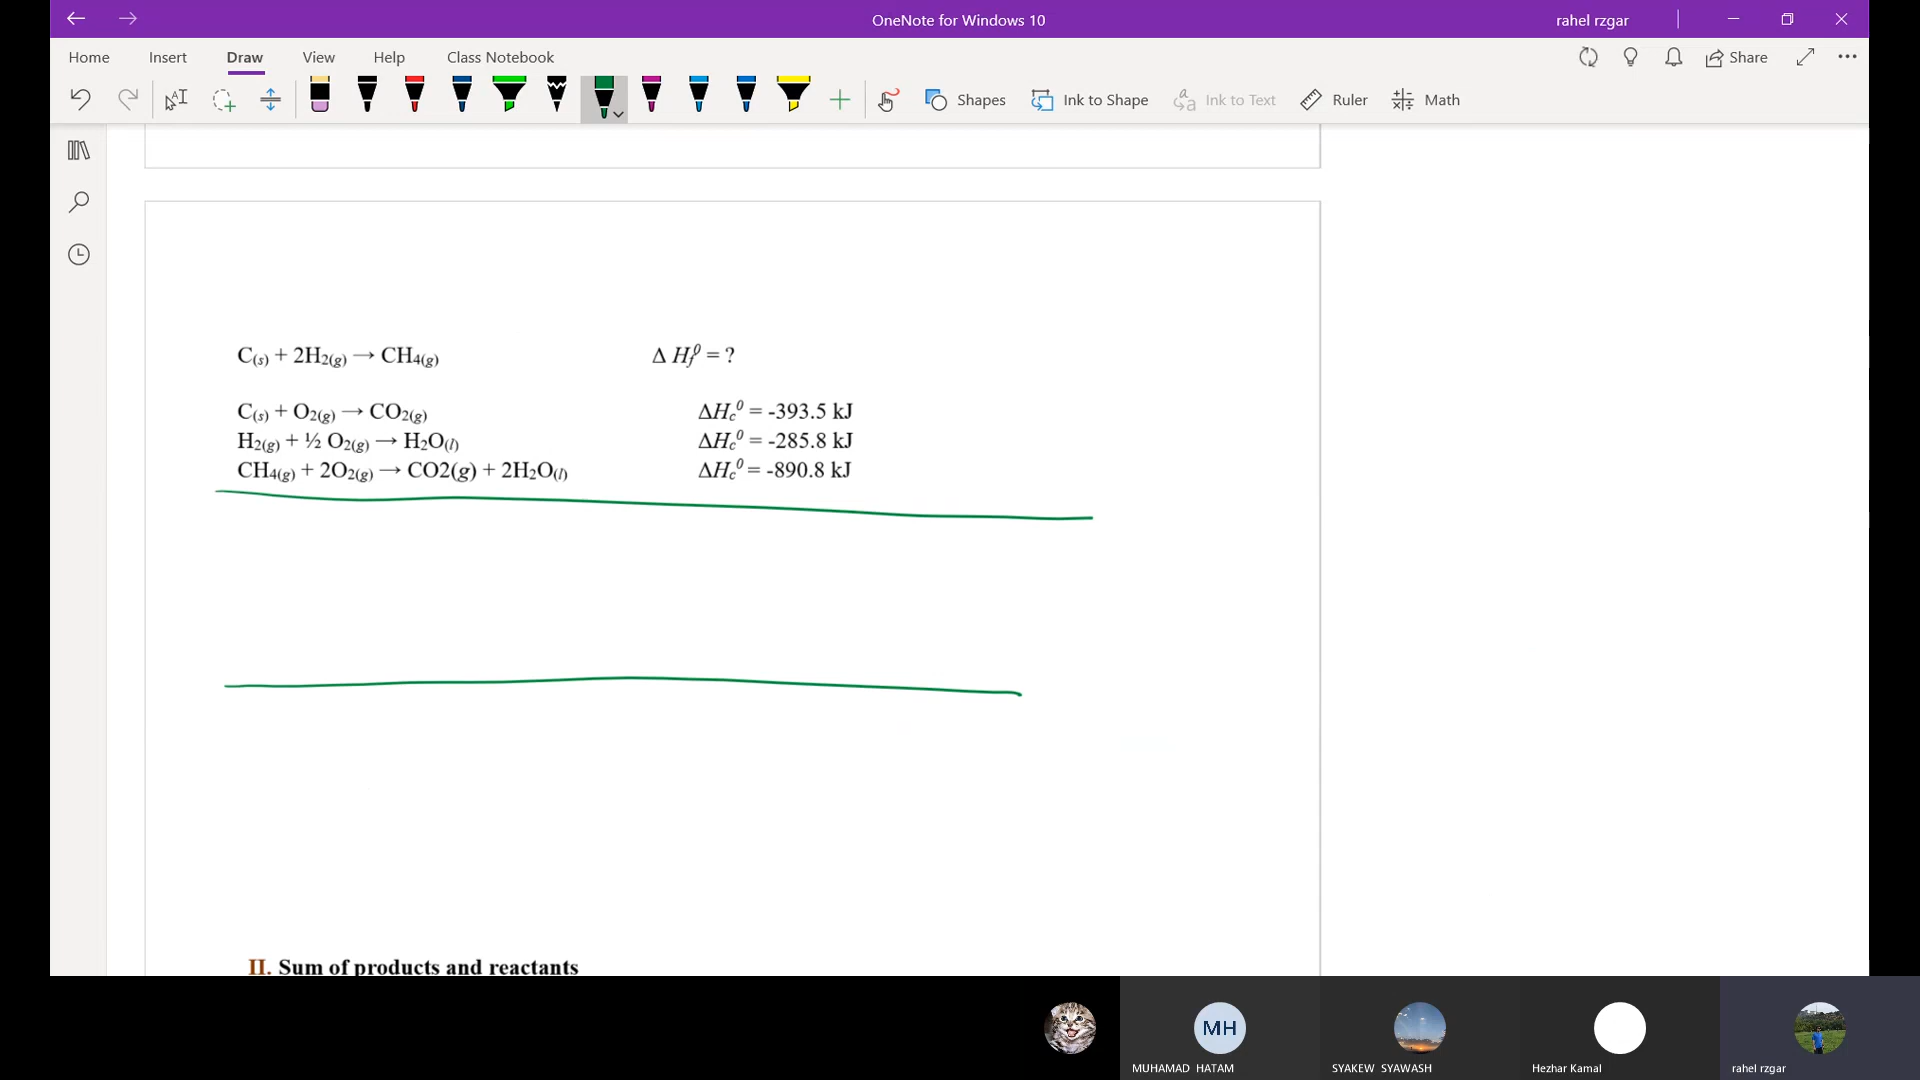 OneNote for Windows 10
rahel rzgar
Home Insert Draw View Help Class Notebook
Share
Shapes Ink to Shape Ink to Text Ruler Math
C(s) + 2H2(g) → CH4(g) Δ Hf⁰ = ?
C(s) + O2(g) → CO2(g) ΔHc⁰ = -393.5 kJ
H2(g) + ½ O2(g) → H2O(l) ΔHc⁰ = -285.8 kJ
CH4(g) + 2O2(g) → CO2(g) + 2H2O(l) ΔHc⁰ = -890.8 kJ
II. Sum of products and reactants
MH
MUHAMAD HATAM SYAKEW SYAWASH Hezhar Kamal rahel rzgar